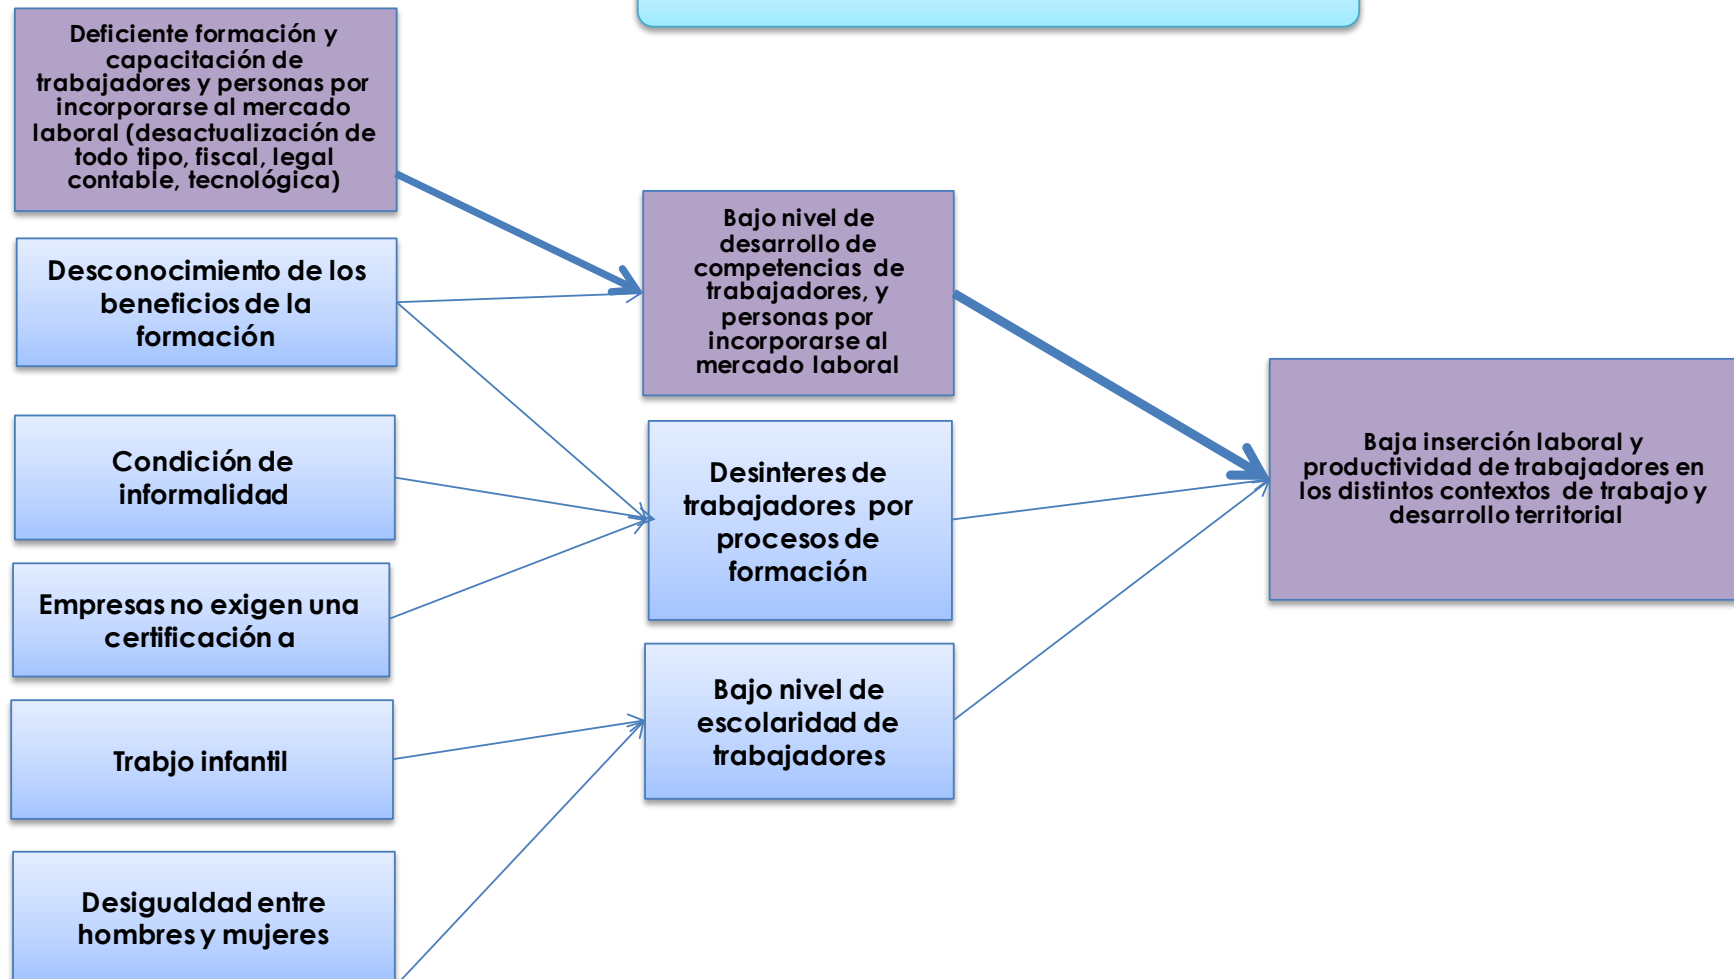 Deficiente formación y
capacitación de
trabajadores y personas por
incorporarse al mercado
laboral (desactualización de
todo tipo, fiscal, legal
contable, tecnológica)
Desconocimiento de los
beneficios de la
formación
Condición de
informalidad
Empresas no exigen una
certificación a
Trabjo infantil
Desigualdad entre
hombres y mujeres
Bajo nivel de
desarrollo de
competencias de
trabajadores, y
personas por
incorporarse al
mercado laboral
Desinteres de
trabajadores por
procesos de
formación
Bajo nivel de
escolaridad de
trabajadores
Baja inserción laboral y
productividad de trabajadores en
los distintos contextos de trabajo y
desarrollo territorial